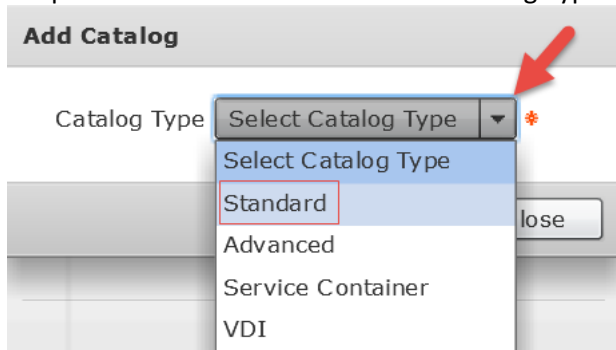 Add Catalog
Catalog Type Select Catalog Type *
Select Catalog Type
Standard
lose
Advanced
Service Container
VDI